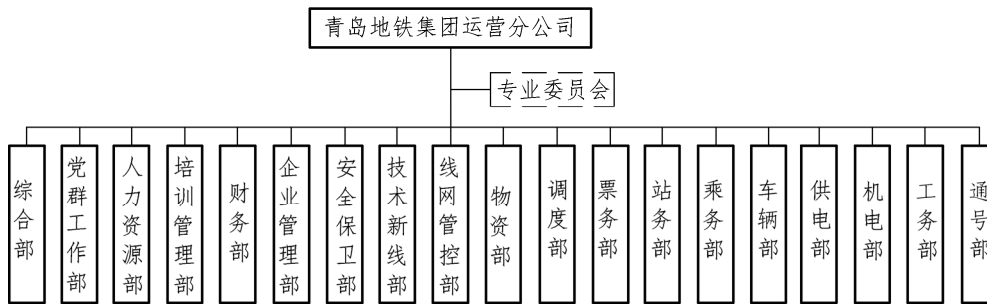 青岛地铁集团运营分公司
专业委员会
综合部
党群工作部
人力资源部
培训管理部
财务部
企业管理部
安全保卫部
技术新线部
线网管控部
物资部
调度部
票务部
站务部
乘务部
车辆部
供电部
机电部
工务部
通号部